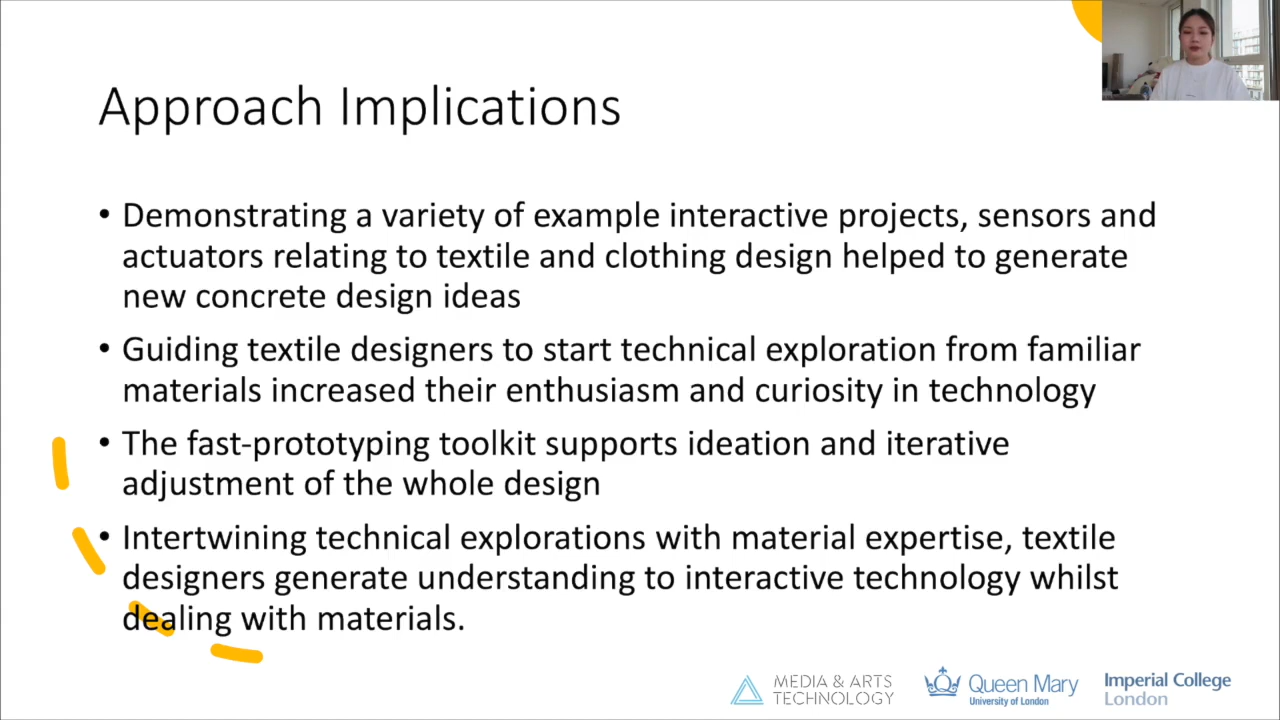 Approach Implications
• Demonstrating a variety of example interactive projects, sensors and
actuators relating to textile and clothing design helped to generate
new concrete design ideas
• Guiding textile designers to start technical exploration from familiar
materials increased their enthusiasm and curiosity in technology
• The fast-prototyping toolkit supports ideation and iterative
adjustment of the whole design
• Intertwining technical explorations with material expertise, textile
designers generate understanding to interactive technology whilst
dealing with materials.
MEDIA & ARTS
TECHNOLOGY
Queen Mary
University of London
Imperial College
London